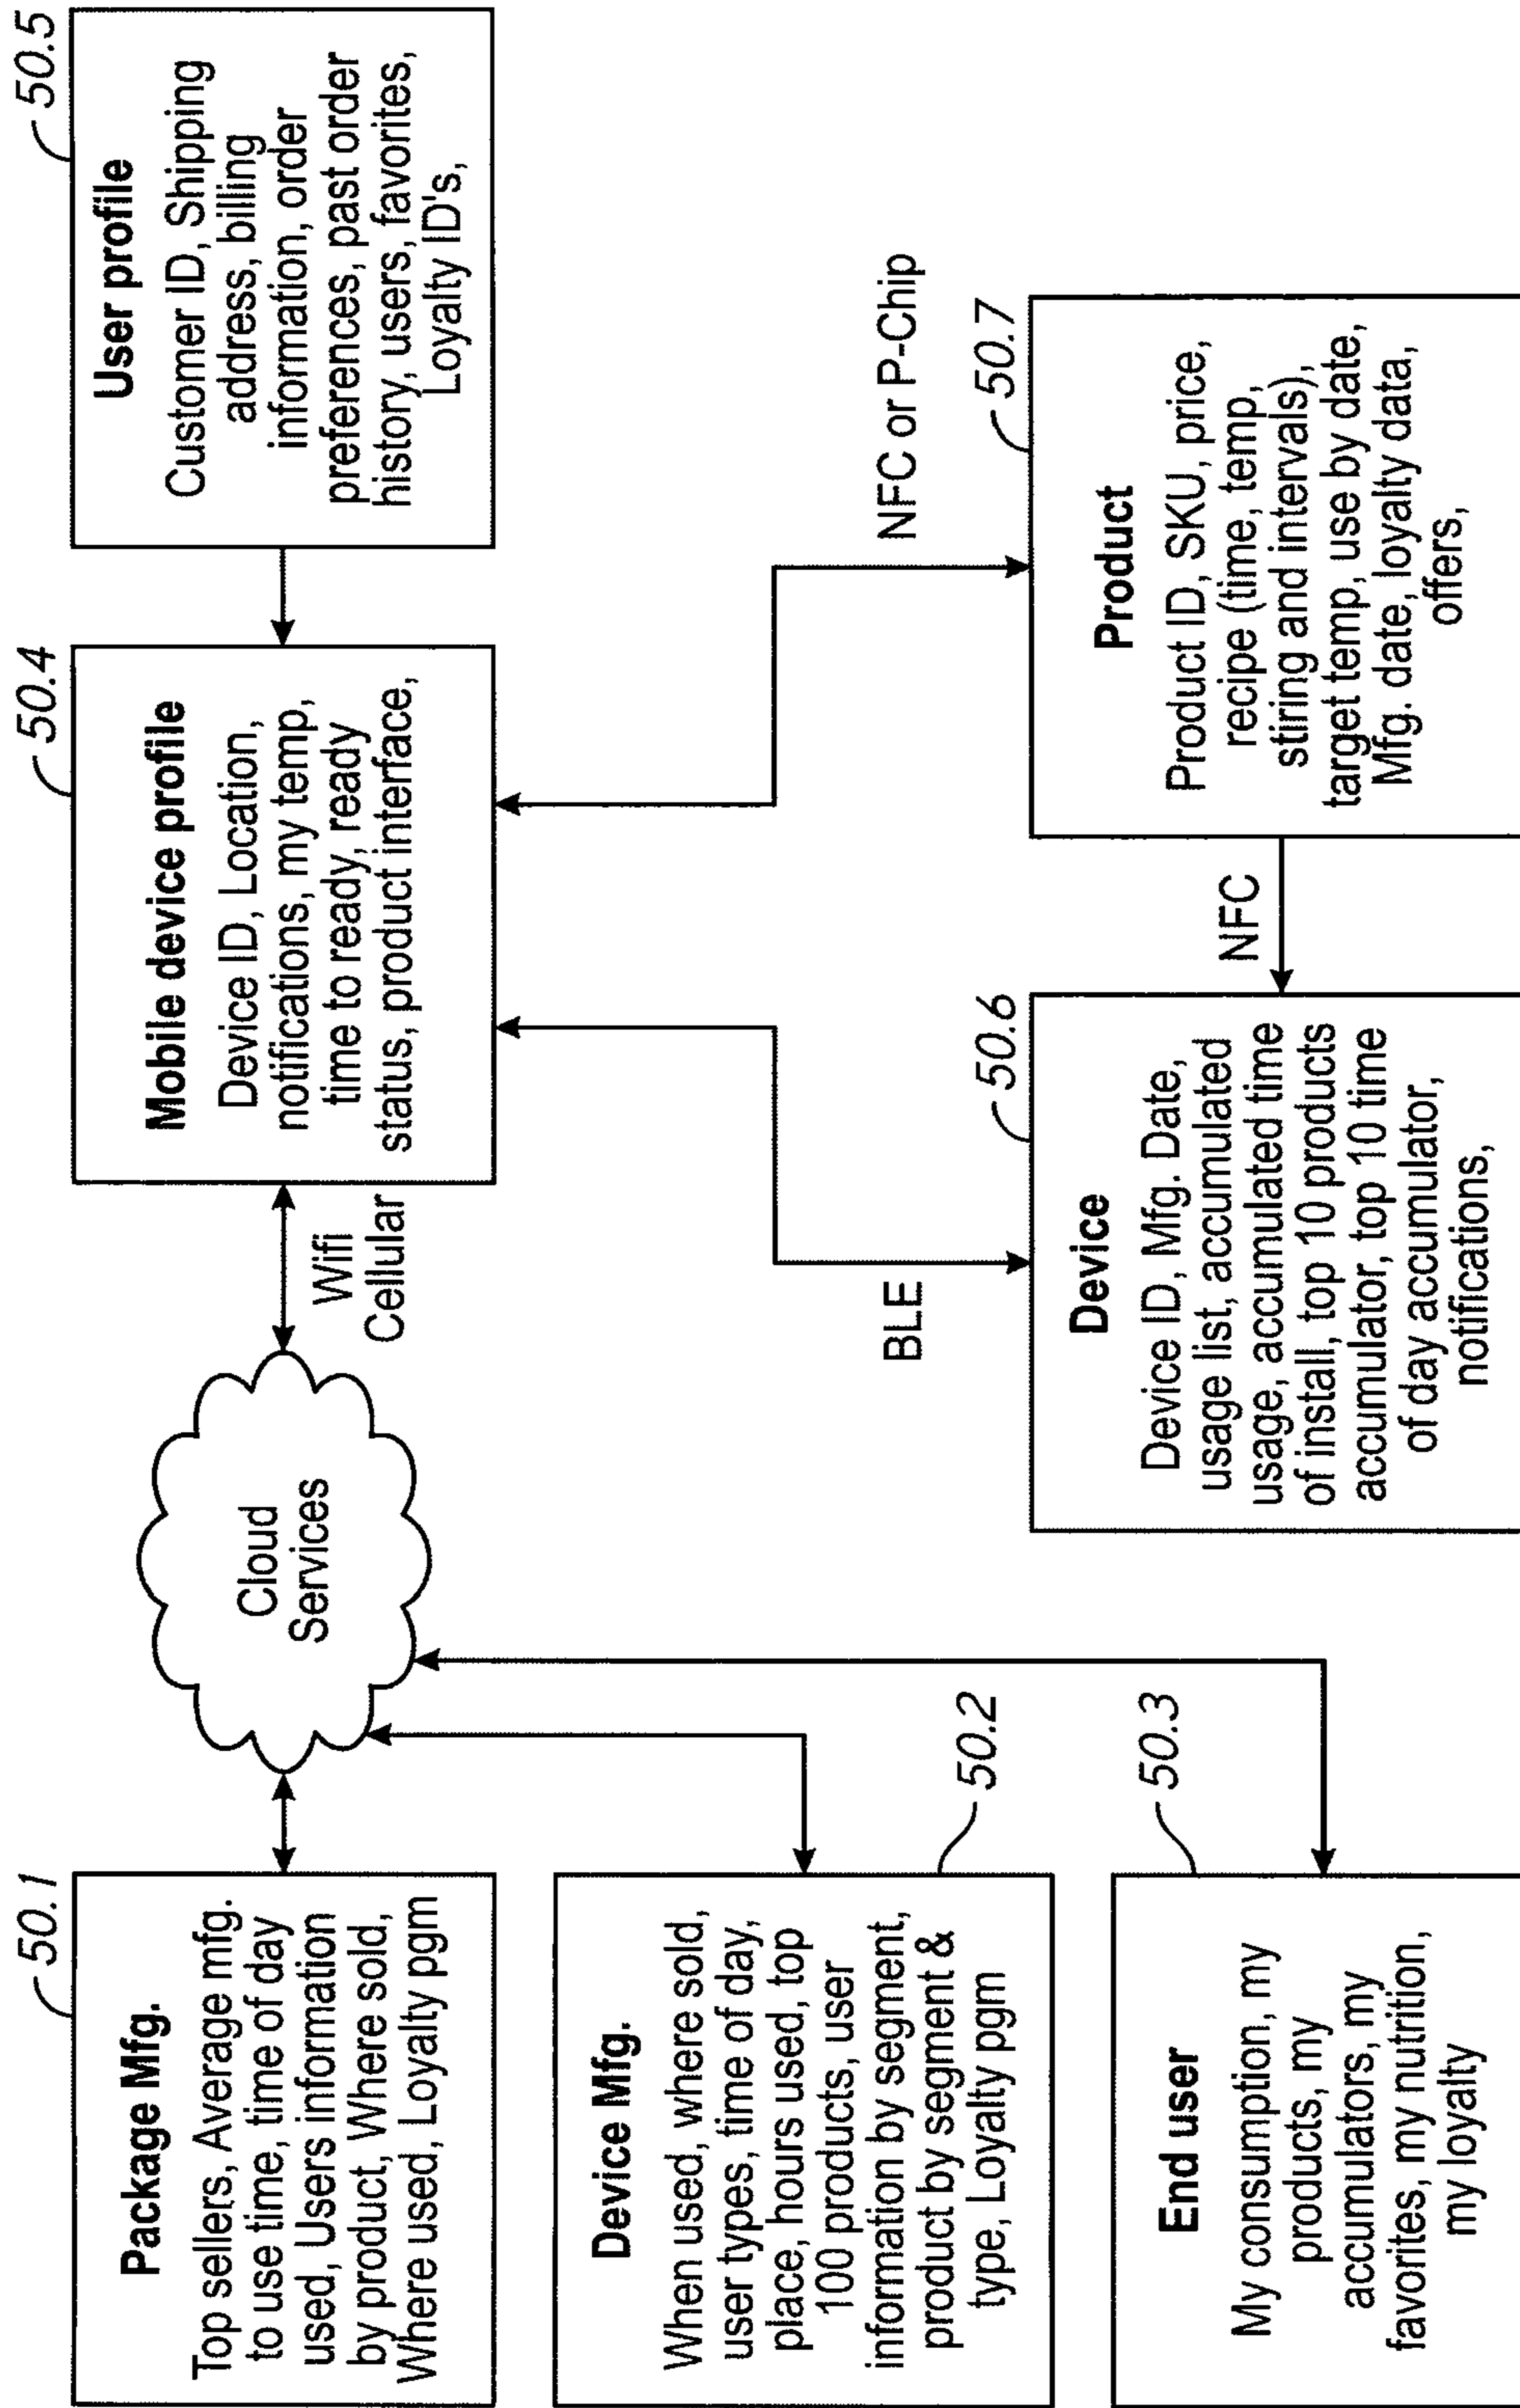 50.1
Package Mfg.
Top sellers, Average mfg.
to use time, time of day
used, Users information
by product, Where sold,
Where used, Loyalty pgm
Device Mfg.
When used, where sold,
user types, time of day,
place, hours used, top
100 products, user
information by segment,
product by segment &
type, Loyalty pgm
50.2
End user
My consumption, my
products, my
accumulators, my
favorites, my nutrition,
my loyalty
50.3
Cloud
Services
Wifi
Cellular
50.4
Mobile device profile
Device ID, Location,
notifications, my temp,
time to ready, ready
status, product interface,
50.5
User profile
Customer ID, Shipping
address, billing
information, order
preferences, past order
history, users, favorites,
Loyalty ID's,
BLE
50.6
Device
Device ID, Mfg. Date,
usage list, accumulated
usage, accumulated time
of install, top 10 products
accumulator, top 10 time
of day accumulator,
notifications,
NFC
NFC or P-Chip
50.7
Product
Product ID, SKU, price,
recipe (time, temp,
stiring and intervals),
target temp, use by date,
Mfg. date, loyalty data,
offers,